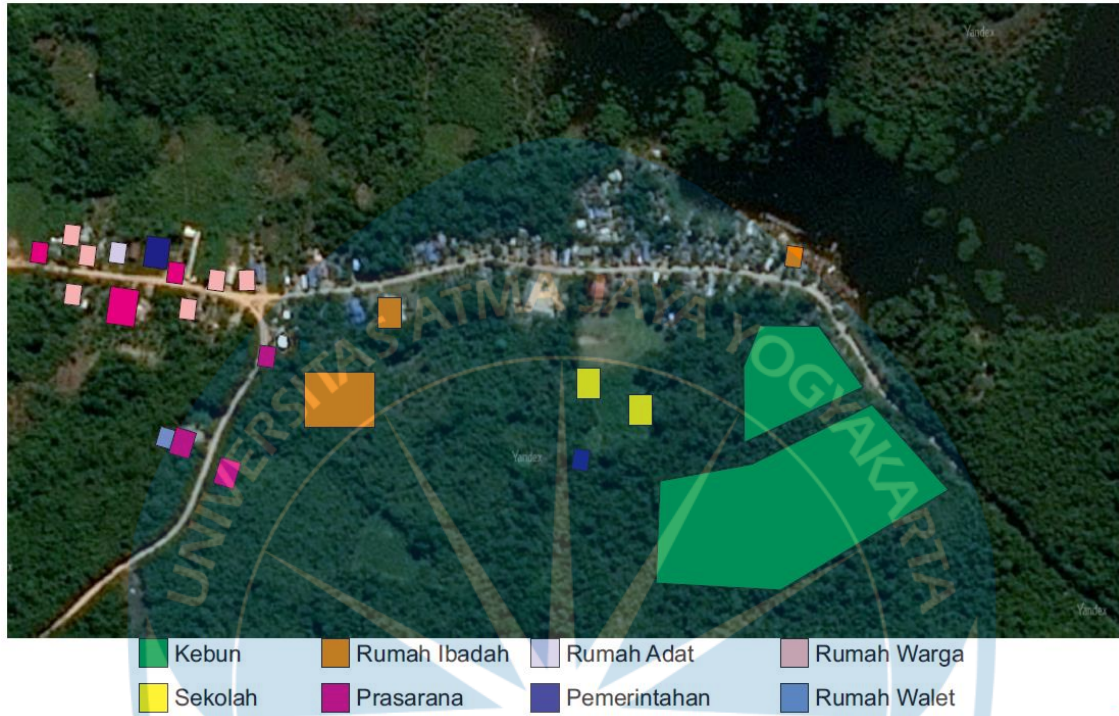 Yandex
UNIVERSITAS ATMA JAYA YOGYAKARTA
Yandex
Yandex
Kebun Rumah Ibadah Rumah Adat Rumah Warga
Sekolah Prasarana Pemerintahan Rumah Walet